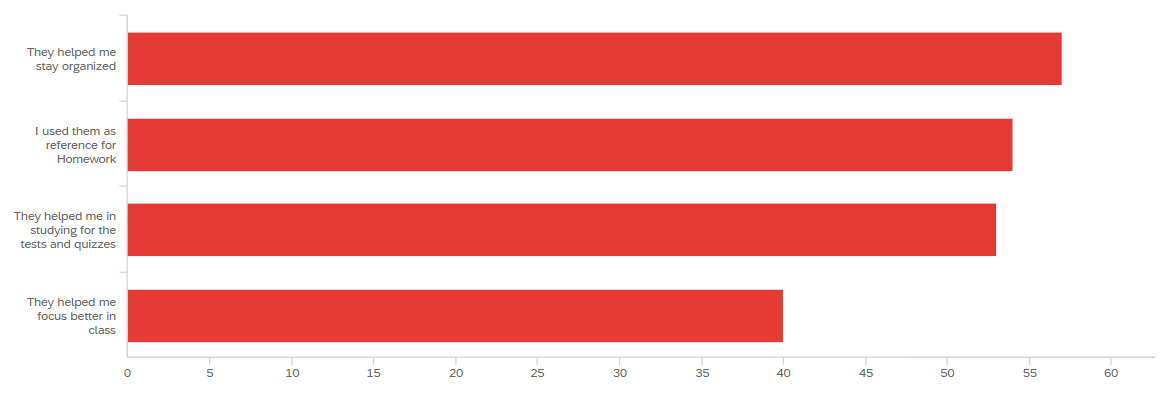 They helped me
stay organized
I used them as
reference for
Homework
They helped me in
studying for the
tests and quizzes
They helped me
focus better in
class
0 5 10 15 20 25 30 35 40 45 50 55 60